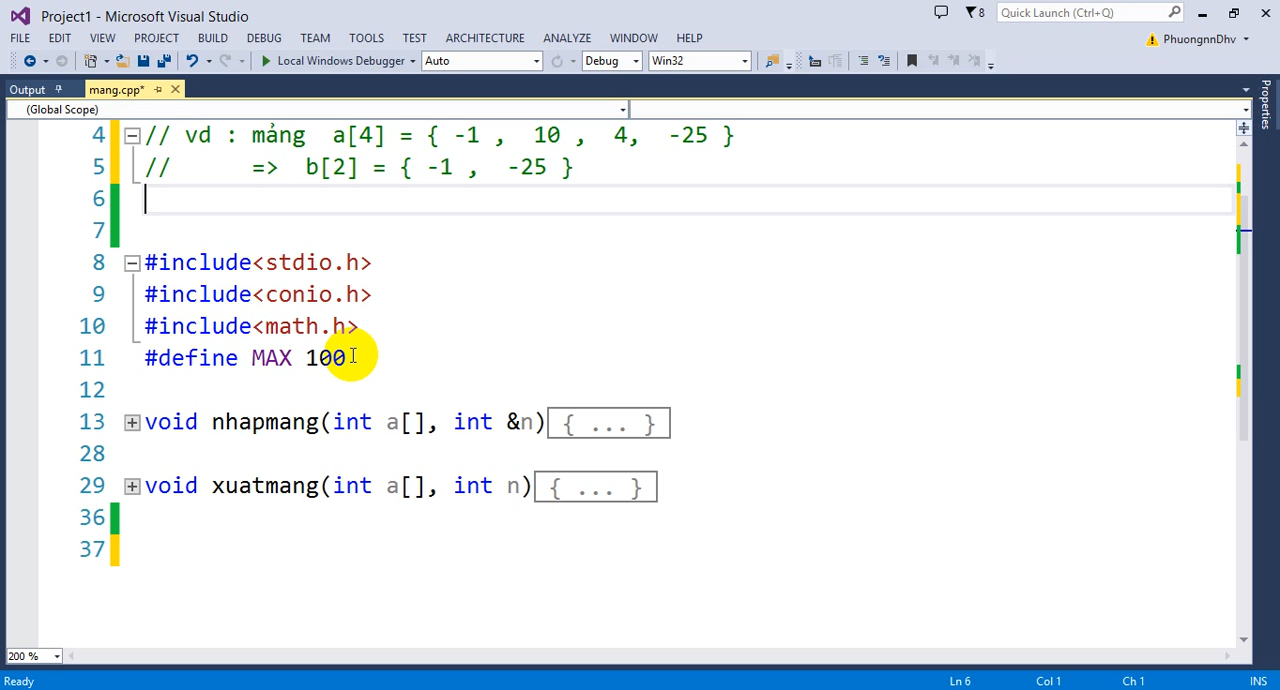 Project1 - Microsoft Visual Studio
8
Quick Launch (Ctrl+Q)
FILE EDIT VIEW PROJECT BUILD DEBUG TEAM TOOLS TEST ARCHITECTURE ANALYZE WINDOW HELP
PhuongnnDhv
Local Windows Debugger Auto Debug Win32
Output mang.cpp*
Properties
(Global Scope)
4 // vd : mảng a[4] = { -1 , 10 , 4, -25 }
5 // => b[2] = { -1 , -25 }
6
7
8 #include<stdio.h>
9 #include<conio.h>
10 #include<math.h>
11 #define MAX 100
12
13 void nhapmang(int a[], int &n){ ... }
28
29 void xuatmang(int a[], int n){ ... }
36
37
200 %
Ready Ln 6 Col 1 Ch 1 INS